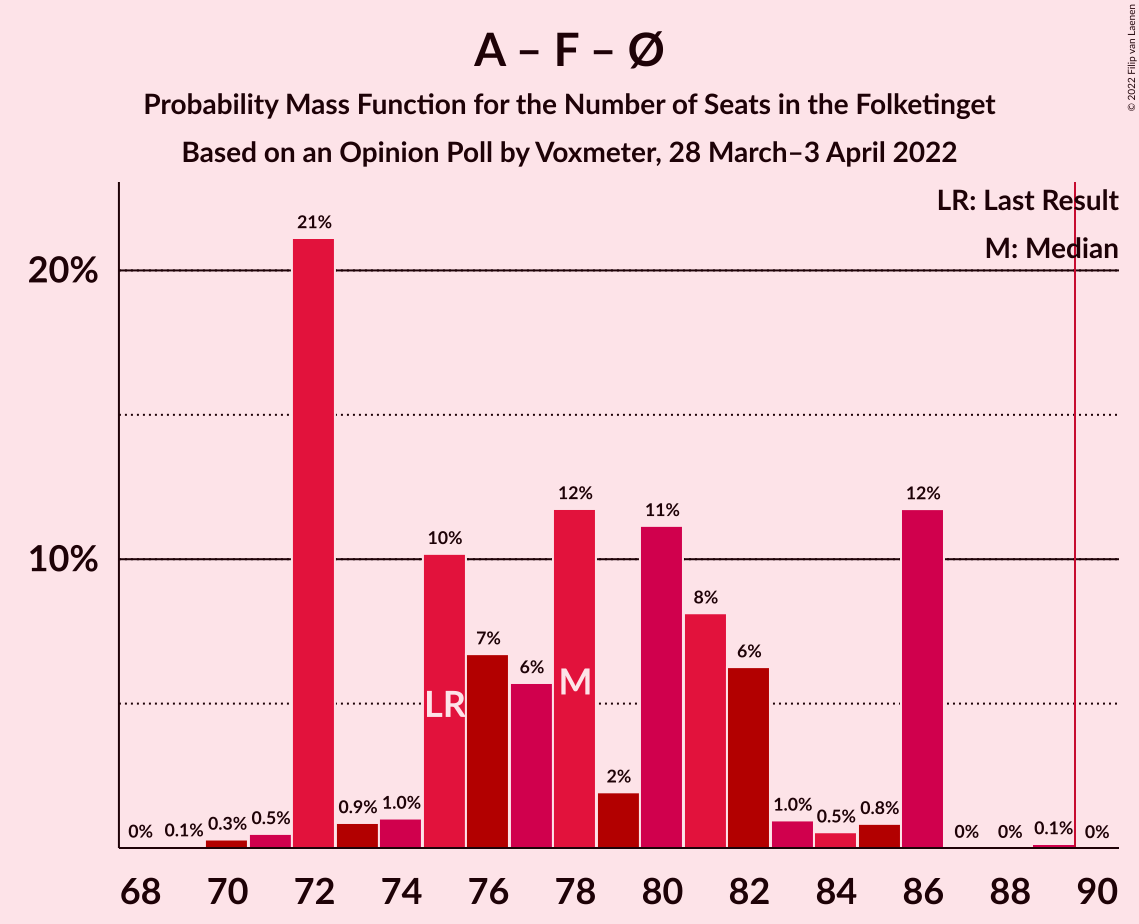 A – F – Ø
Probability Mass Function for the Number of Seats in the Folketinget
Based on an Opinion Poll by Voxmeter, 28 March–3 April 2022
© 2022 Filip van Laenen
LR: Last Result
M: Median
20%
10%
0%
0.1%
0.3%
0.5%
21%
0.9%
1.0%
10%
7%
6%
12%
2%
11%
8%
6%
1.0%
0.5%
0.8%
12%
0%
0%
0.1%
0%
LR
M
68 70 72 74 76 78 80 82 84 86 88 90